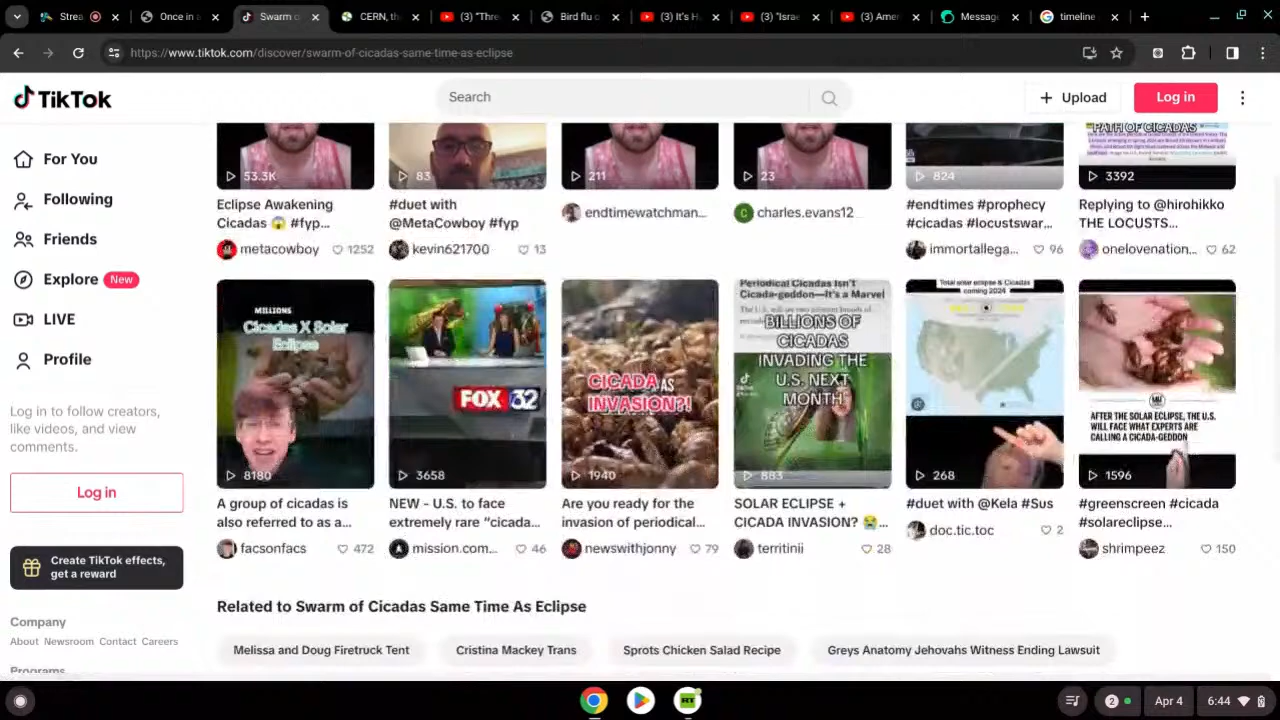 Strea
Once in a
Swarm c
CERN, th
(3) "Thre
Bird flu c
(3) It's H
(3) "Israe
(3) Amer
Message
timeline
https://www.tiktok.com/discover/swarm-of-cicadas-same-time-as-eclipse
TikTok
Search
Upload
Log in
For You
Following
Friends
Explore New
LIVE
Profile
Log in to follow creators,
like videos, and view
comments.
Log in
Create TikTok effects,
get a reward
Company
About Newsroom Contact Careers
Programs
53.3K
Eclipse Awakening
Cicadas 😱 #fyp...
metacowboy 1252
83
#duet with
@MetaCowboy #fyp
kevin621700 13
211
endtimewatchman...
23
charles.evans12
824
#endtimes #prophecy
#cicadas #locustswar...
immortallega... 96
PATH OF CICADAS
3392
Replying to @hirohikko
THE LOCUSTS...
onelovenation... 62
MILLIONS
Cicadas X Solar
Eclipse
8180
A group of cicadas is
also referred to as a...
facsonfacs 472
FOX 32
3658
NEW - U.S. to face
extremely rare "cicada...
mission.com... 46
CICADA AS
INVASION?!
1940
Are you ready for the
invasion of periodical...
newswithjonny 79
Periodical Cicadas Isn't
Cicada-geddon—It's a Marvel
BILLIONS OF
CICADAS
INVADING THE
U.S. NEXT
MONTH
883
SOLAR ECLIPSE +
CICADA INVASION? 😭...
territinii 28
Total solar eclipse & Cicadas
coming 2024
268
#duet with @Kela #Sus
doc.tic.toc 2
AFTER THE SOLAR ECLIPSE, THE U.S.
WILL FACE WHAT EXPERTS ARE
CALLING A CICADA-GEDDON
1596
#greenscreen #cicada
#solareclipse...
shrimpeez 150
Related to Swarm of Cicadas Same Time As Eclipse
Melissa and Doug Firetruck Tent
Cristina Mackey Trans
Sprots Chicken Salad Recipe
Greys Anatomy Jehovahs Witness Ending Lawsuit
RT
2
Apr 4
6:44